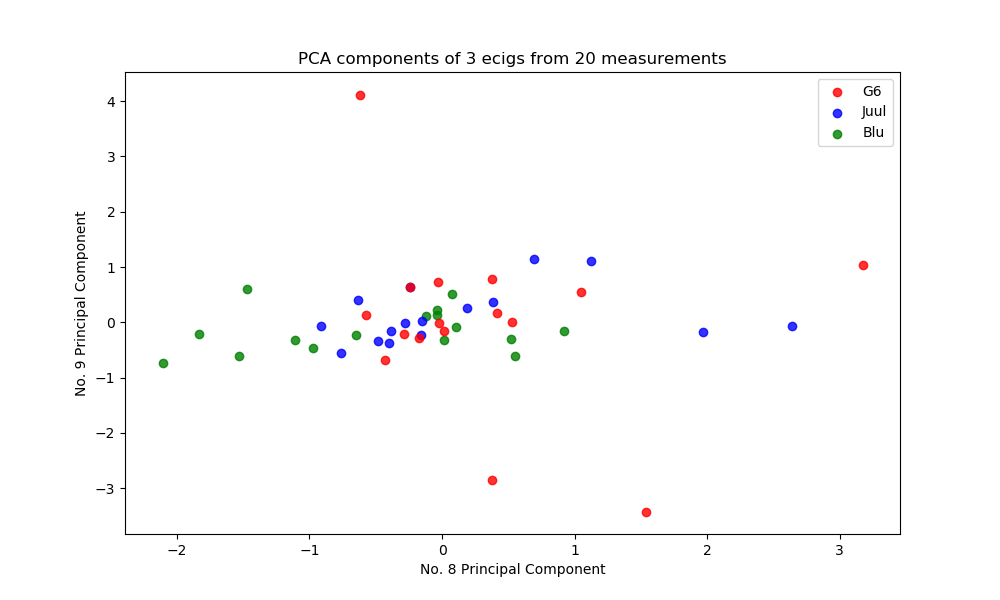 PCA components of 3 ecigs from 20 measurements
G6
Juul
Blu
4
3
2
1
0
−1
−2
−3
No. 9 Principal Component
−2
−1
0
1
2
3
No. 8 Principal Component